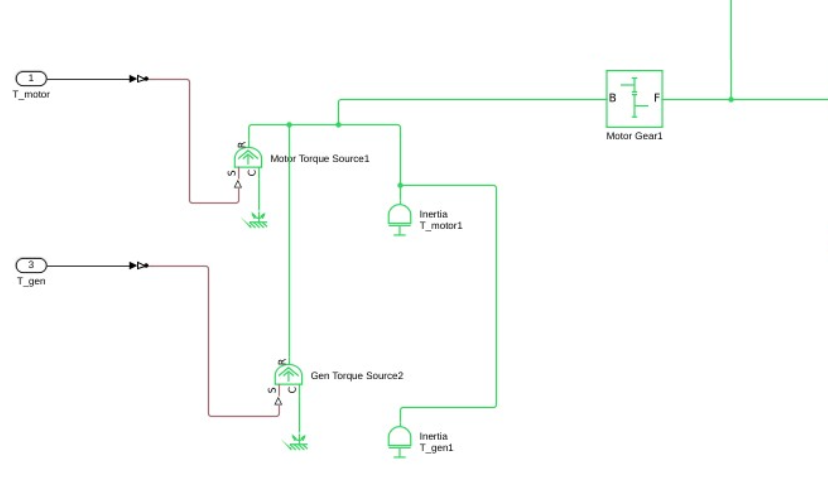 1
T_motor
R
Motor Torque Source1
S
C
B
F
Motor Gear1
Inertia
T_motor1
3
T_gen
R
Gen Torque Source2
S
C
Inertia
T_gen1